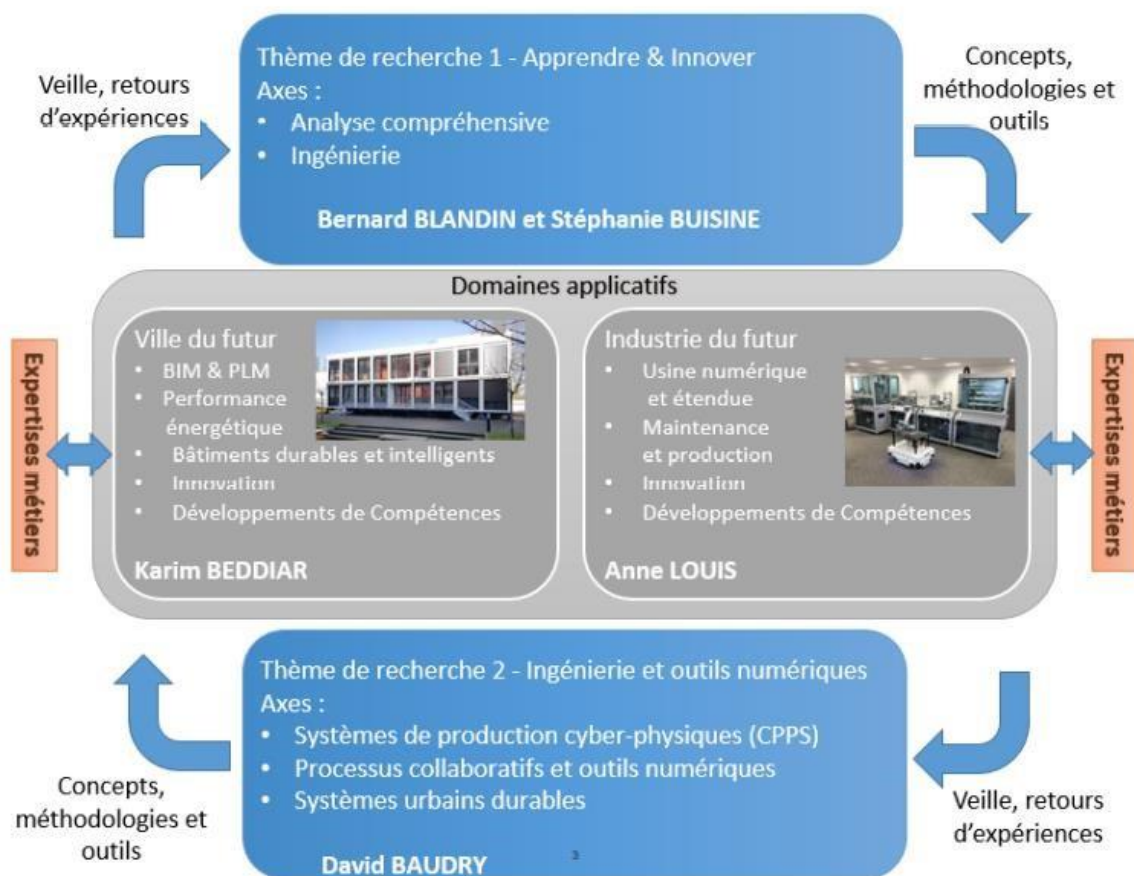 Thème de recherche 1 - Apprendre & Innover
Axes :
• Analyse compréhensive
• Ingénierie
Bernard BLANDIN et Stéphanie BUISINE
Veille, retours
d'expériences
Concepts,
méthodologies et
outils
Domaines applicatifs
Expertises métiers
Ville du futur
• BIM & PLM
• Performance
énergétique
• Bâtiments durables et intelligents
• Innovation
• Développements de Compétences
Karim BEDDIAR
Industrie du futur
• Usine numérique
et étendue
• Maintenance
et production
• Innovation
• Développements de Compétences
Anne LOUIS
Expertises métiers
Thème de recherche 2 - Ingénierie et outils numériques
Axes :
• Systèmes de production cyber-physiques (CPPS)
• Processus collaboratifs et outils numériques
• Systèmes urbains durables
David BAUDRY
3
Concepts,
méthodologies et
outils
Veille, retours
d'expériences